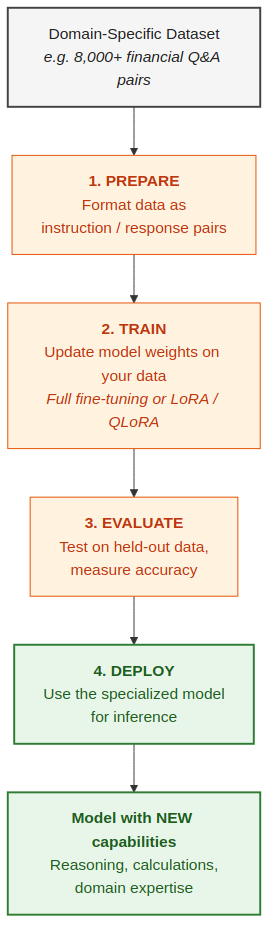 Domain-Specific Dataset
e.g. 8,000+ financial Q&A
pairs
1. PREPARE
Format data as
instruction / response pairs
2. TRAIN
Update model weights on
your data
Full fine-tuning or LoRA /
QLoRA
3. EVALUATE
Test on held-out data,
measure accuracy
4. DEPLOY
Use the specialized model
for inference
Model with NEW
capabilities
Reasoning, calculations,
domain expertise